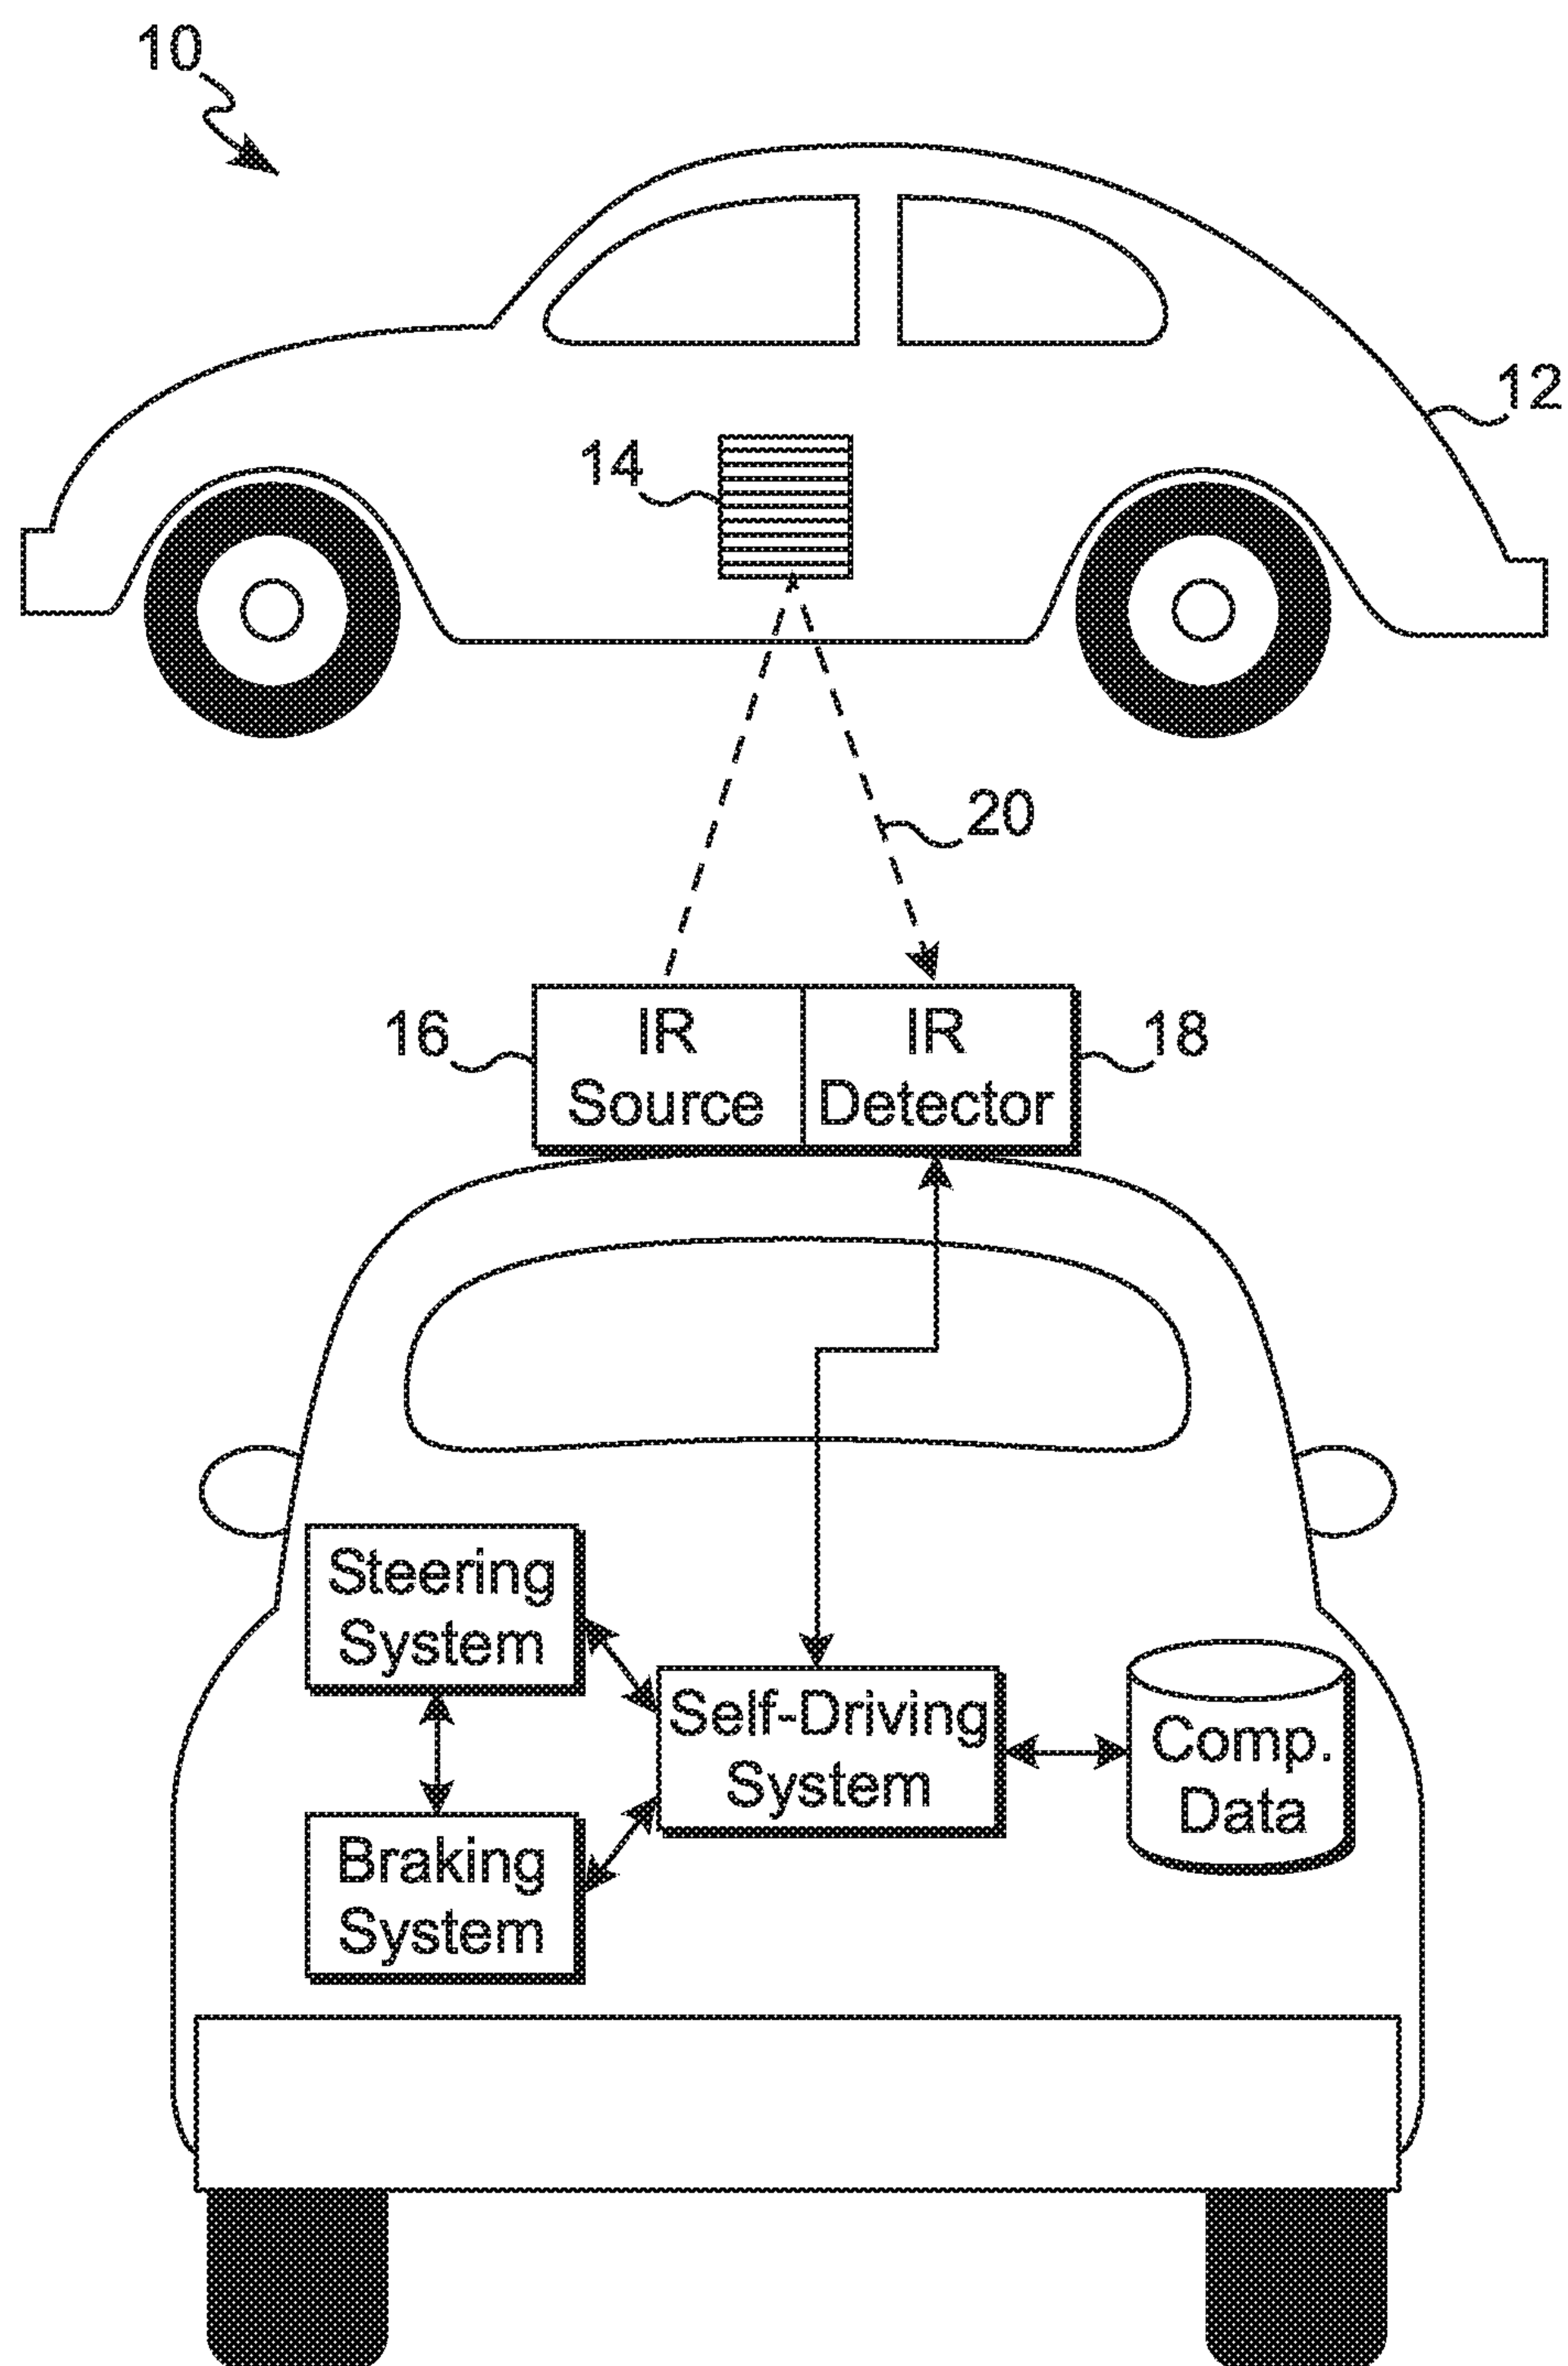 10
12
14
20
16
IR
Source
IR
Detector
18
Steering
System
Self-Driving
System
Comp.
Data
Braking
System